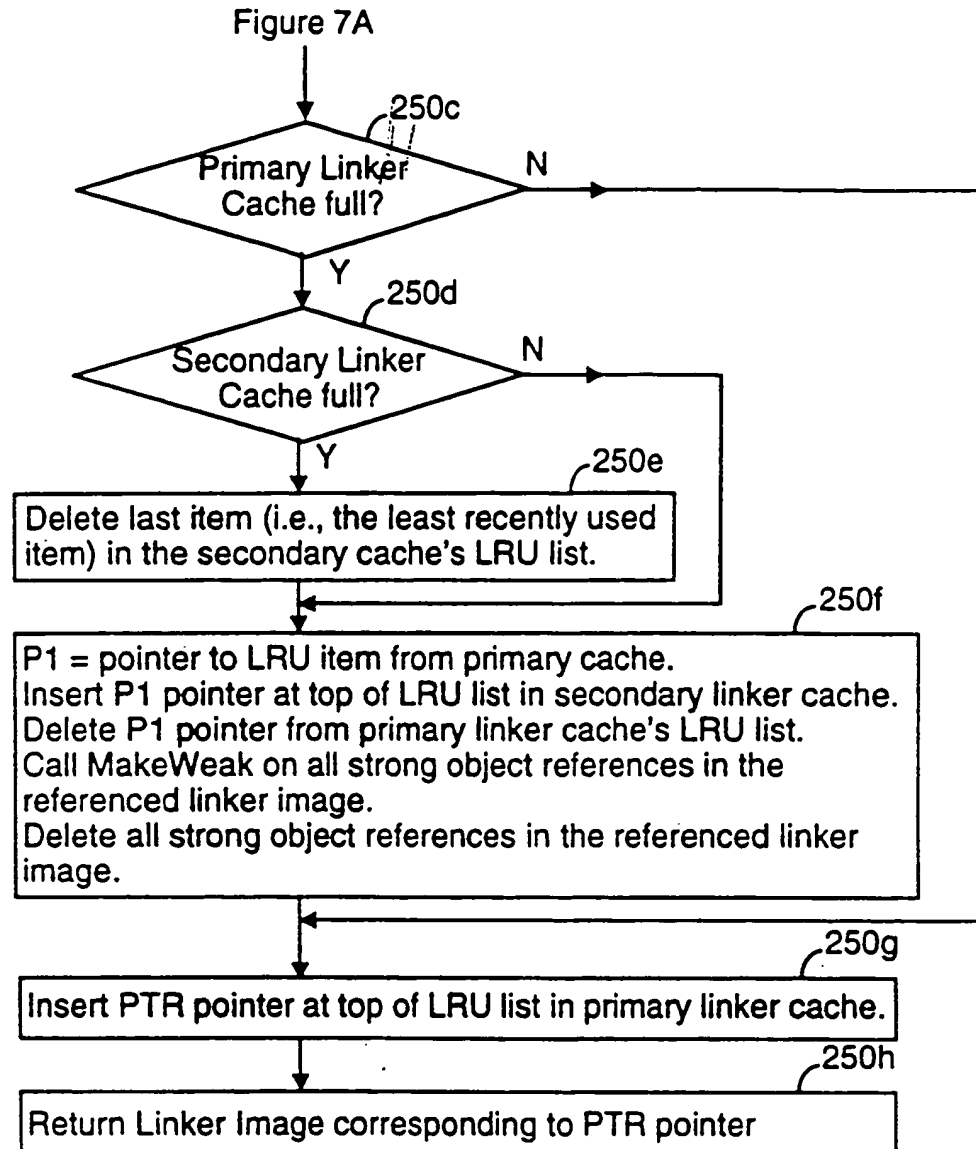 Figure 7A
250c
Primary Linker
Cache full?
N
Y
250d
Secondary Linker
Cache full?
N
Y
250e
Delete last item (i.e., the least recently used
item) in the secondary cache's LRU list.
250f
P1 = pointer to LRU item from primary cache.
Insert P1 pointer at top of LRU list in secondary linker cache.
Delete P1 pointer from primary linker cache's LRU list.
Call MakeWeak on all strong object references in the
referenced linker image.
Delete all strong object references in the referenced linker
image.
250g
Insert PTR pointer at top of LRU list in primary linker cache.
250h
Return Linker Image corresponding to PTR pointer